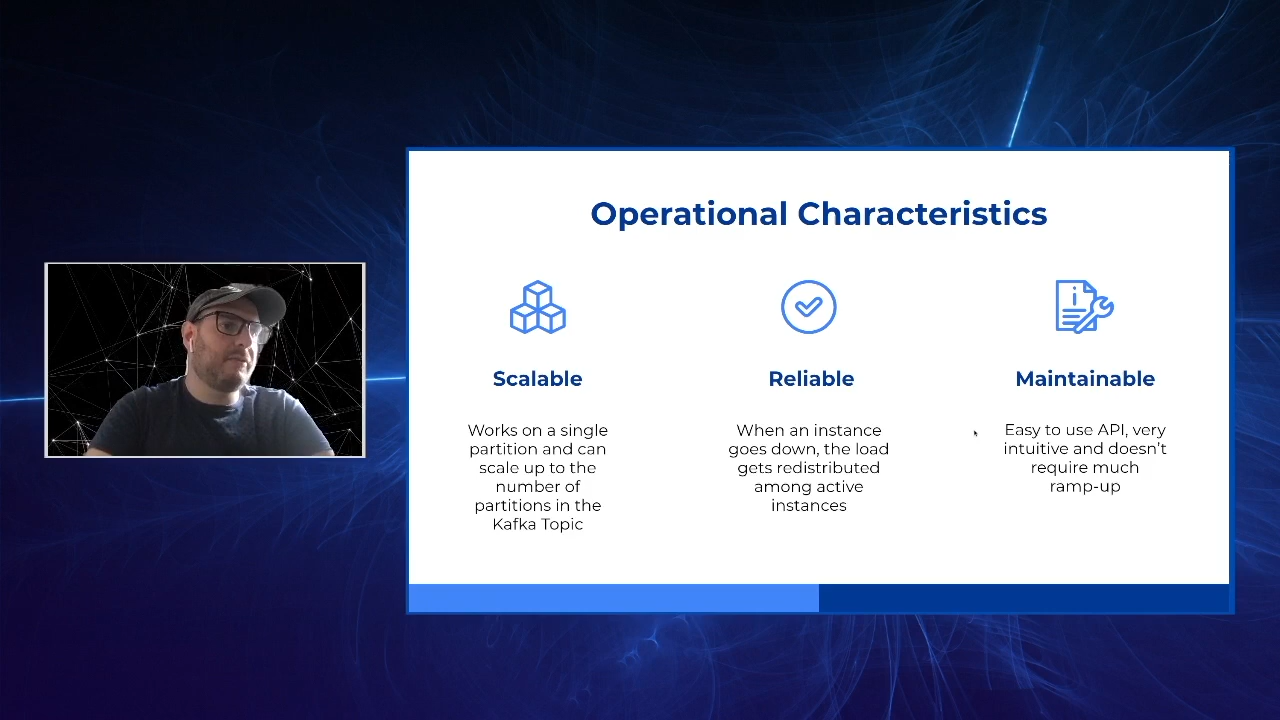 Operational Characteristics
Scalable
Works on a single
partition and can
scale up to the
number of
partitions in the
Kafka Topic
Reliable
When an instance
goes down, the load
gets redistributed
among active
instances
Maintainable
Easy to use API, very
intuitive and doesn't
require much
ramp-up